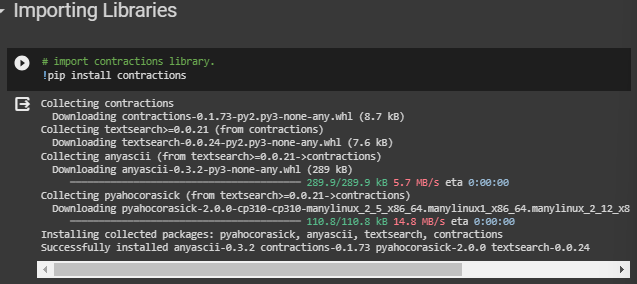 Importing Libraries
# import contractions library.
!pip install contractions
Collecting contractions
Downloading contractions-0.1.73-py2.py3-none-any.whl (8.7 kB)
Collecting textsearch>=0.0.21 (from contractions)
Downloading textsearch-0.0.24-py2.py3-none-any.whl (7.6 kB)
Collecting anyascii (from textsearch>=0.0.21->contractions)
Downloading anyascii-0.3.2-py3-none-any.whl (289 kB)
289.9/289.9 kB 5.7 MB/s eta 0:00:00
Collecting pyahocorasick (from textsearch>=0.0.21->contractions)
Downloading pyahocorasick-2.0.0-cp310-cp310-manylinux_2_5_x86_64.manylinux1_x86_64.manylinux_2_12_x8
110.8/110.8 kB 14.8 MB/s eta 0:00:00
Installing collected packages: pyahocorasick, anyascii, textsearch, contractions
Successfully installed anyascii-0.3.2 contractions-0.1.73 pyahocorasick-2.0.0 textsearch-0.0.24